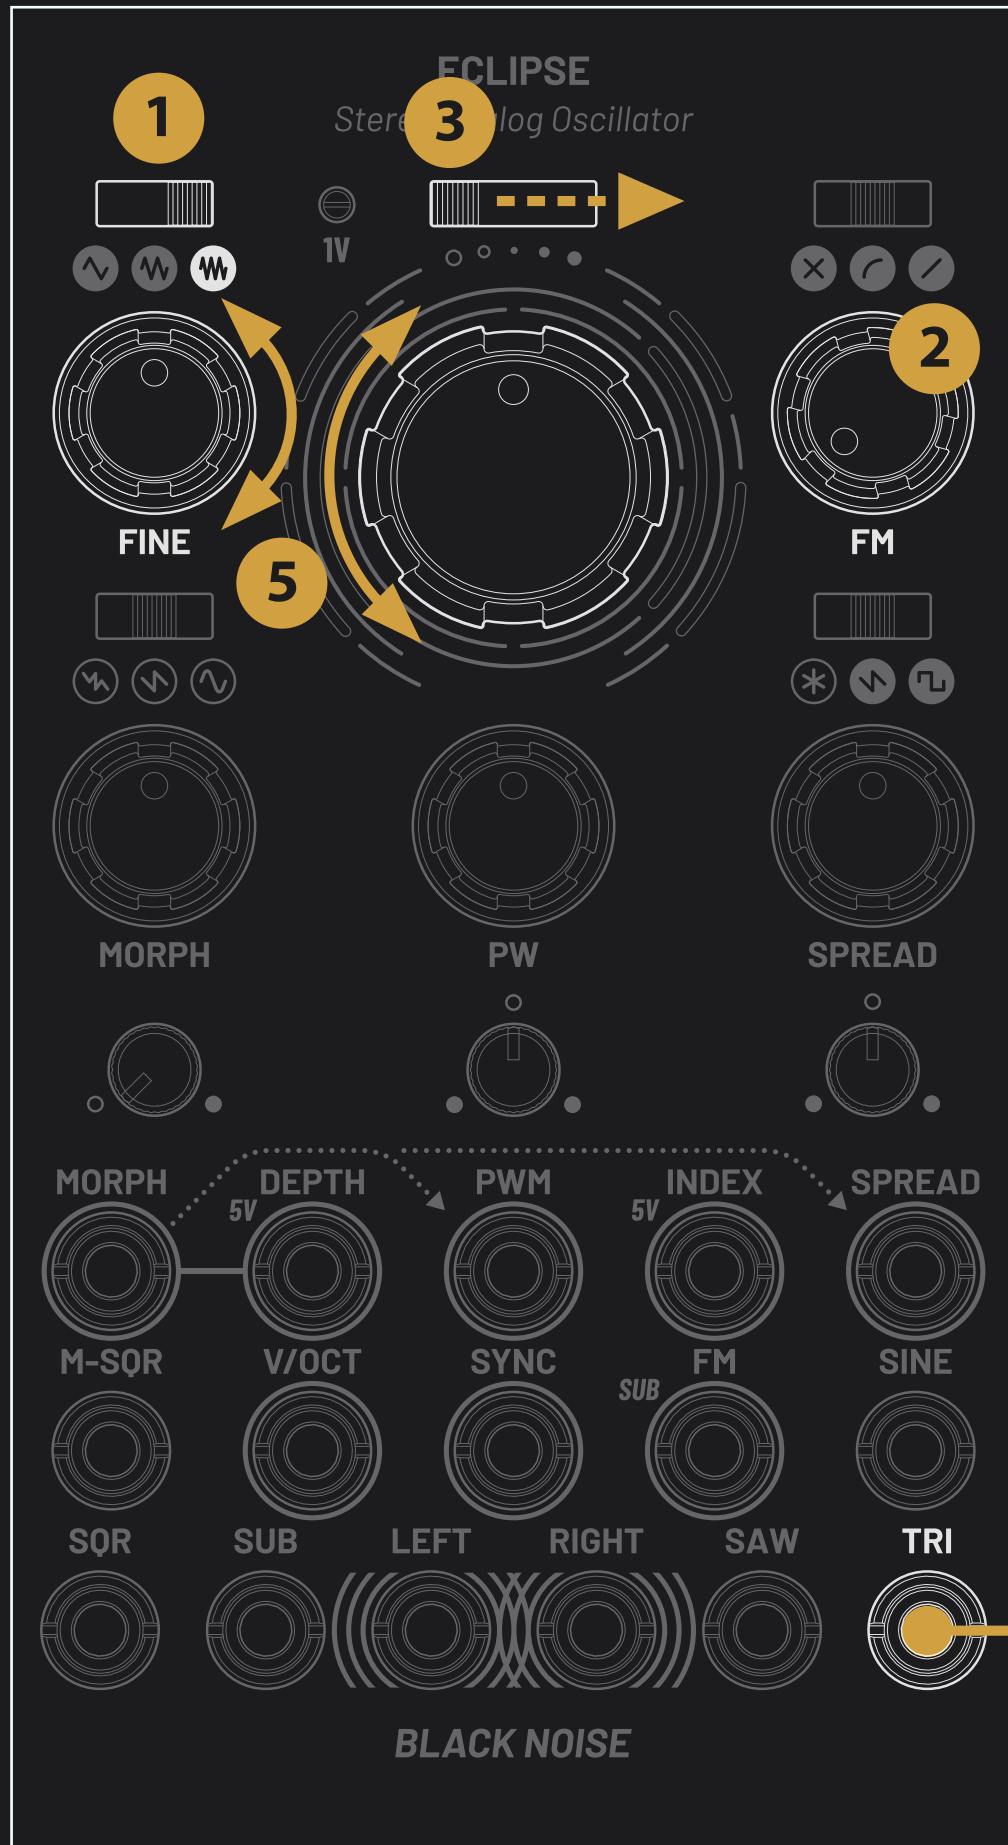 ECLIPSE
1
3
Stere alog Oscillator
1V
2
FINE
FM
5
MORPH
PW
SPREAD
MORPH
DEPTH
PWM
INDEX
SPREAD
5V
5V
M-SQR
V/OCT
SYNC
FM
SINE
SUB
SQR
SUB
LEFT
RIGHT
SAW
TRI
BLACK NOISE